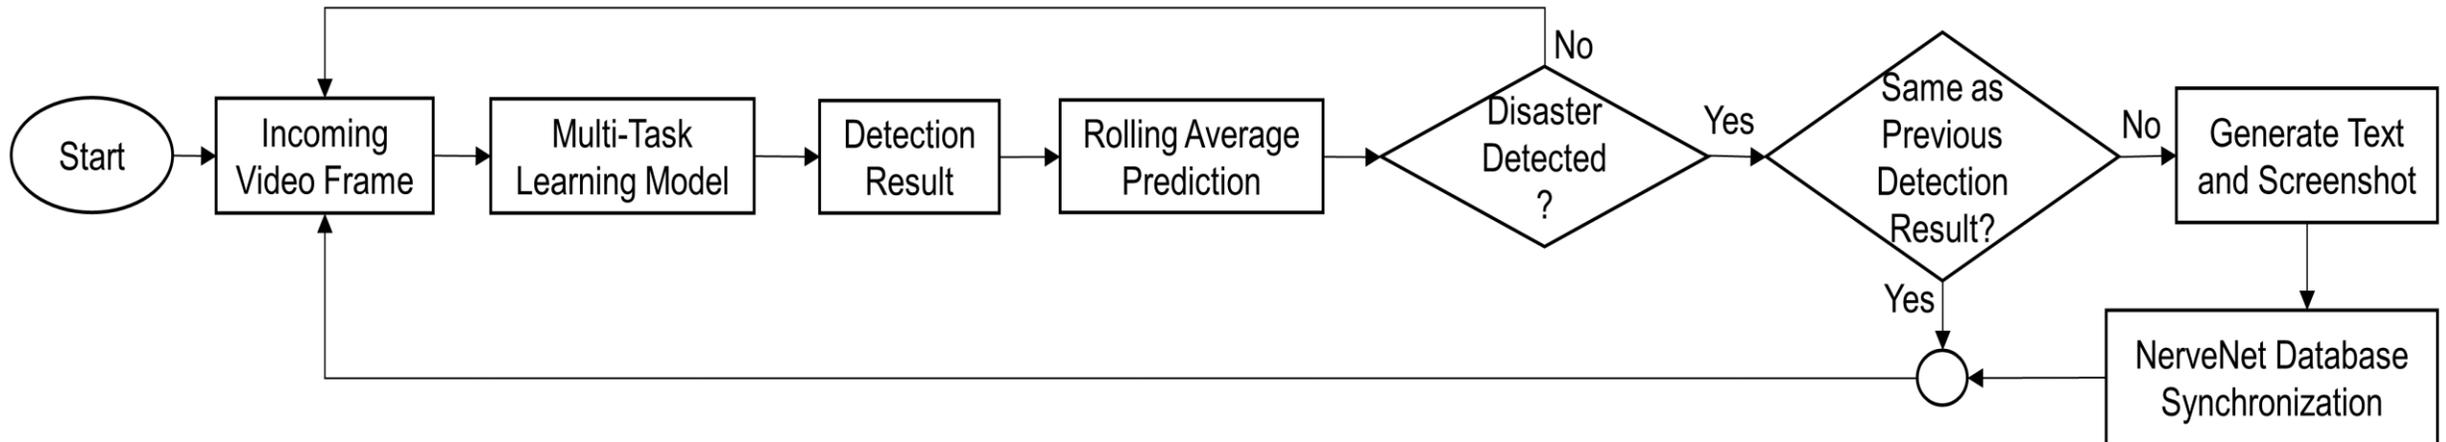 Start
Incoming
Video Frame
Multi-Task
Learning Model
Detection
Result
Rolling Average
Prediction
Disaster
Detected
?
No
Yes
Same as
Previous
Detection
Result?
No
Yes
Generate Text
and Screenshot
NerveNet Database
Synchronization